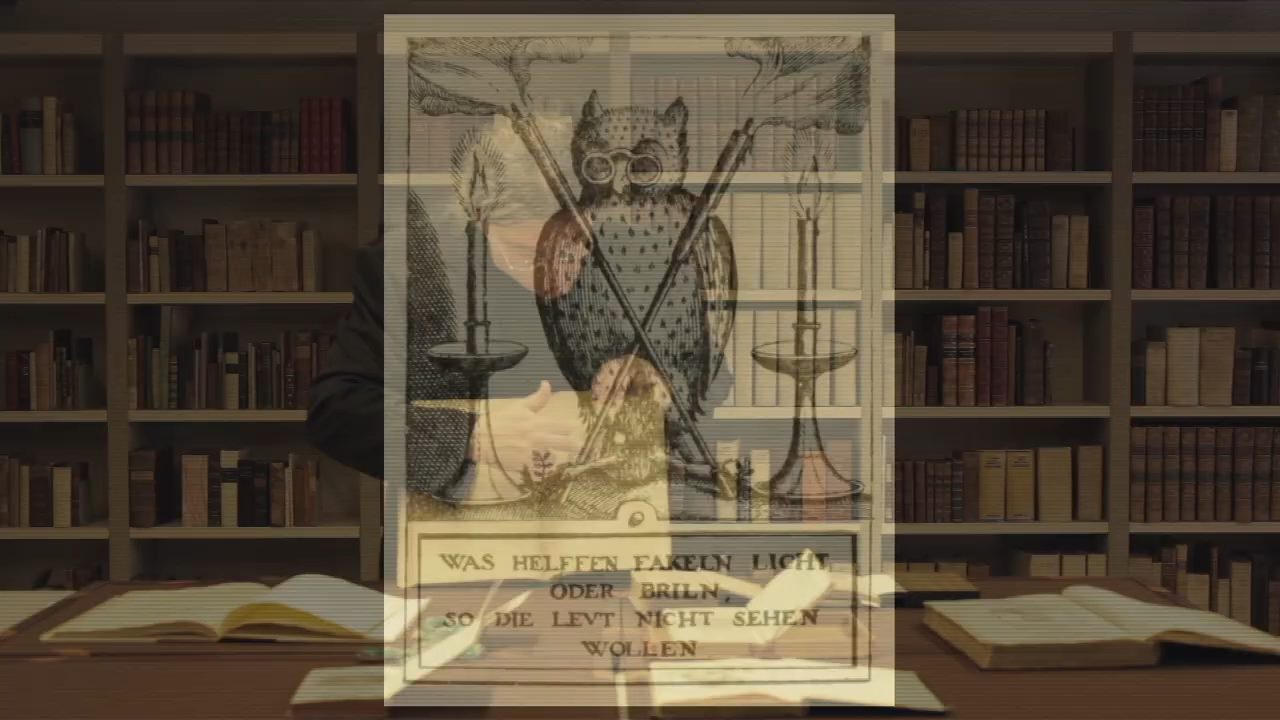 WAS HELFFEN FAKELN LICHT
ODER BRILN,
SO DIE LEVT NICHT SEHEN
WOLLEN